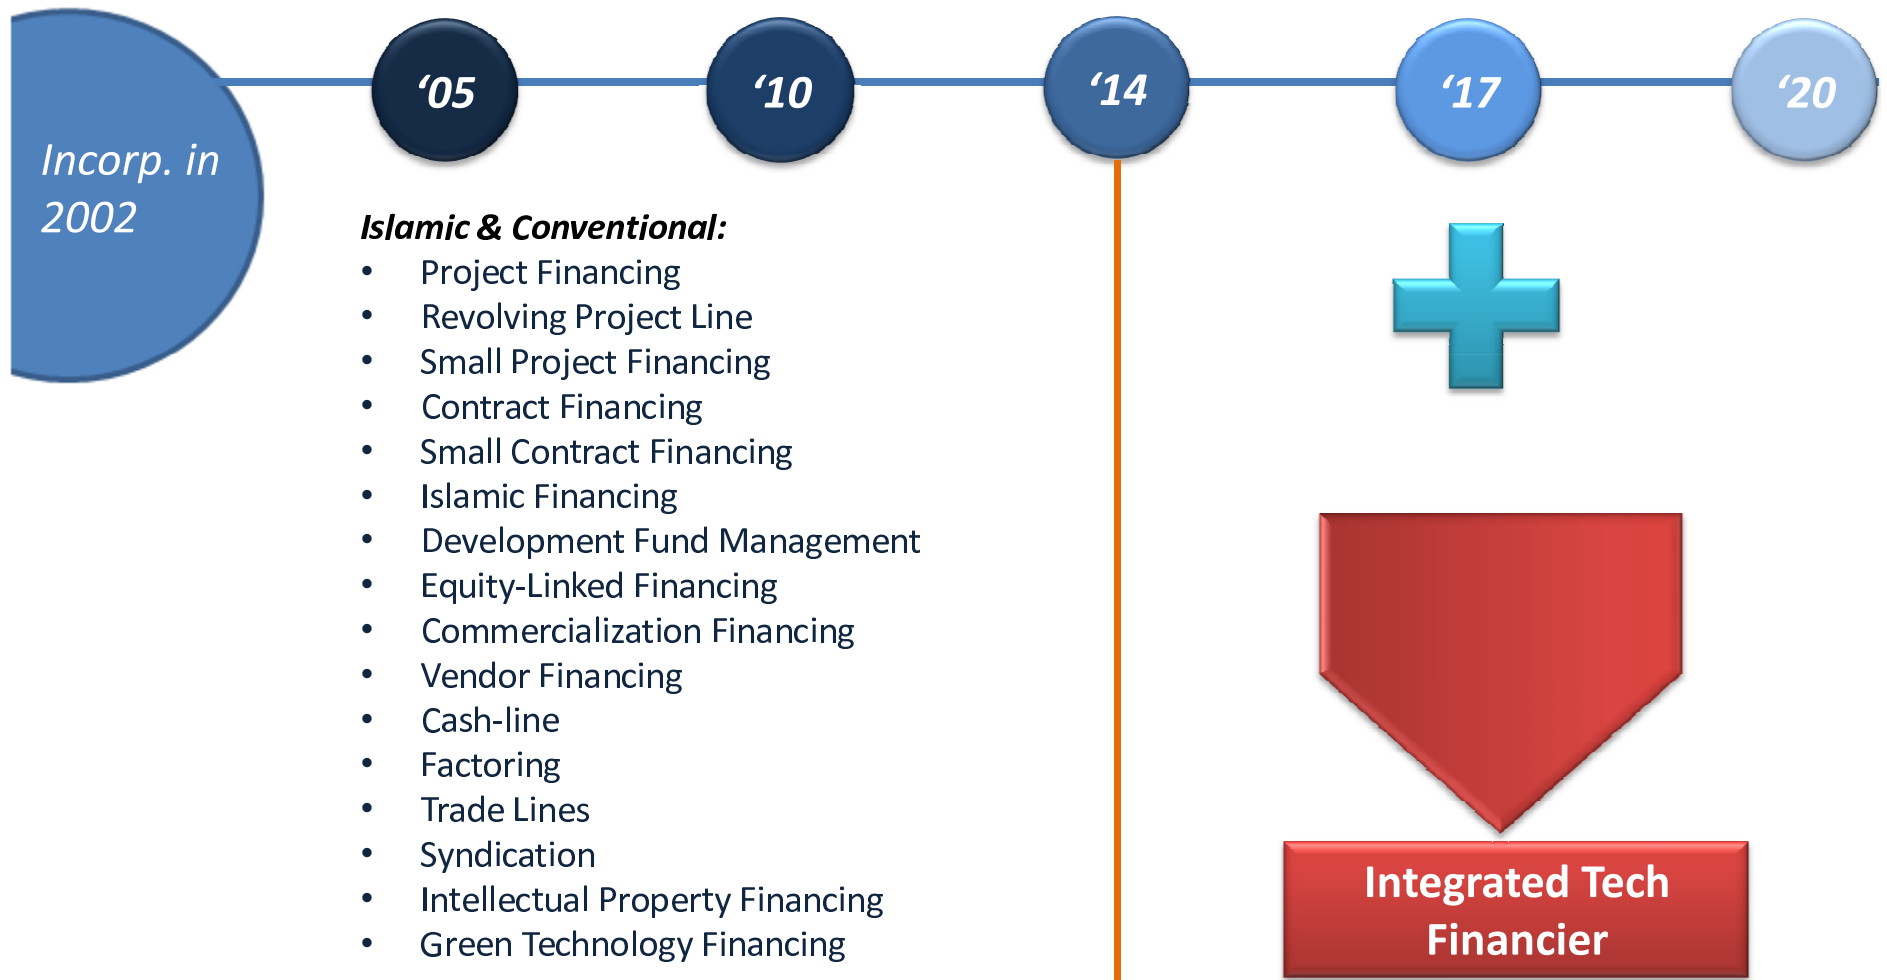 Incorp. in
2002
‘05
‘10
‘14
‘17
‘20
Islamic & Conventional:
• Project Financing
• Revolving Project Line
• Small Project Financing
• Contract Financing
• Small Contract Financing
• Islamic Financing
• Development Fund Management
• Equity-Linked Financing
• Commercialization Financing
• Vendor Financing
• Cash-line
• Factoring
• Trade Lines
• Syndication
• Intellectual Property Financing
• Green Technology Financing
Integrated Tech
Financier